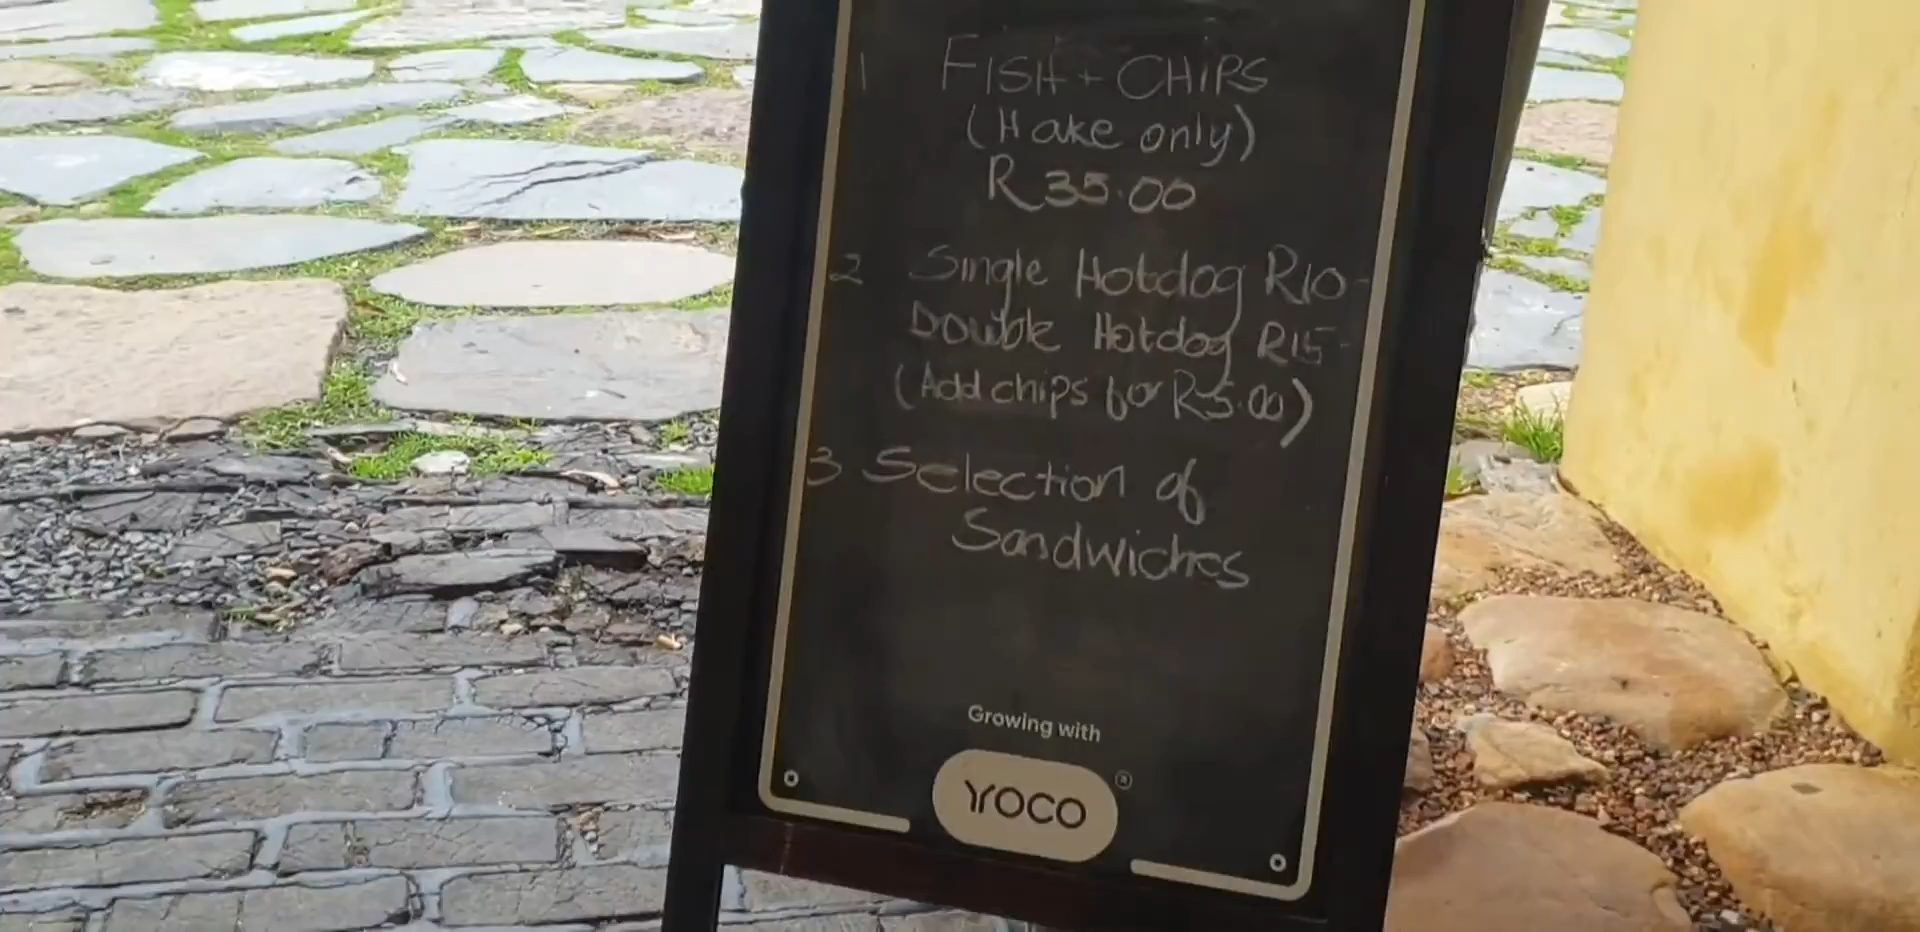 1 FISH + CHIPS
(Hake only)
R35.00
2 Single Hotdog R10-
Double Hotdog R15-
(Add chips for R5.00)
3 Selection of
Sandwiches
Growing with
YOCO ®